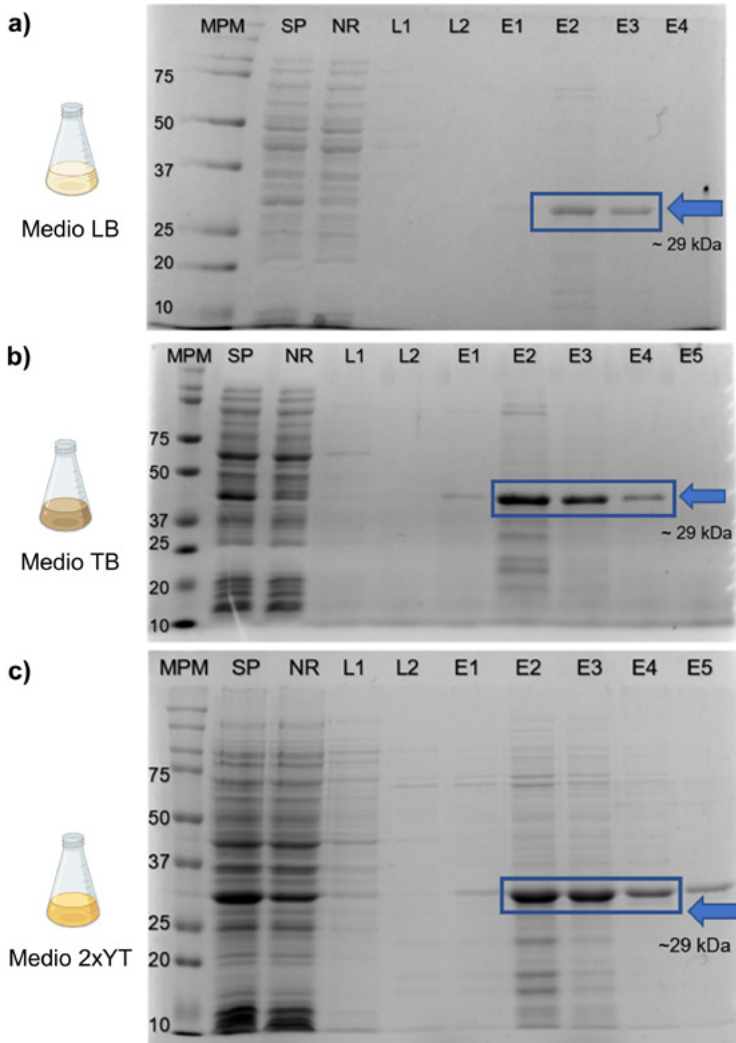 a)
MPM SP NR L1 L2 E1 E2 E3 E4
75
50
37
25
20
10
~ 29 kDa
Medio LB
b)
MPM SP NR L1 L2 E1 E2 E3 E4 E5
75
50
37
25
20
10
~ 29 kDa
Medio TB
c)
MPM SP NR L1 L2 E1 E2 E3 E4 E5
75
50
37
25
20
10
~29 kDa
Medio 2xYT